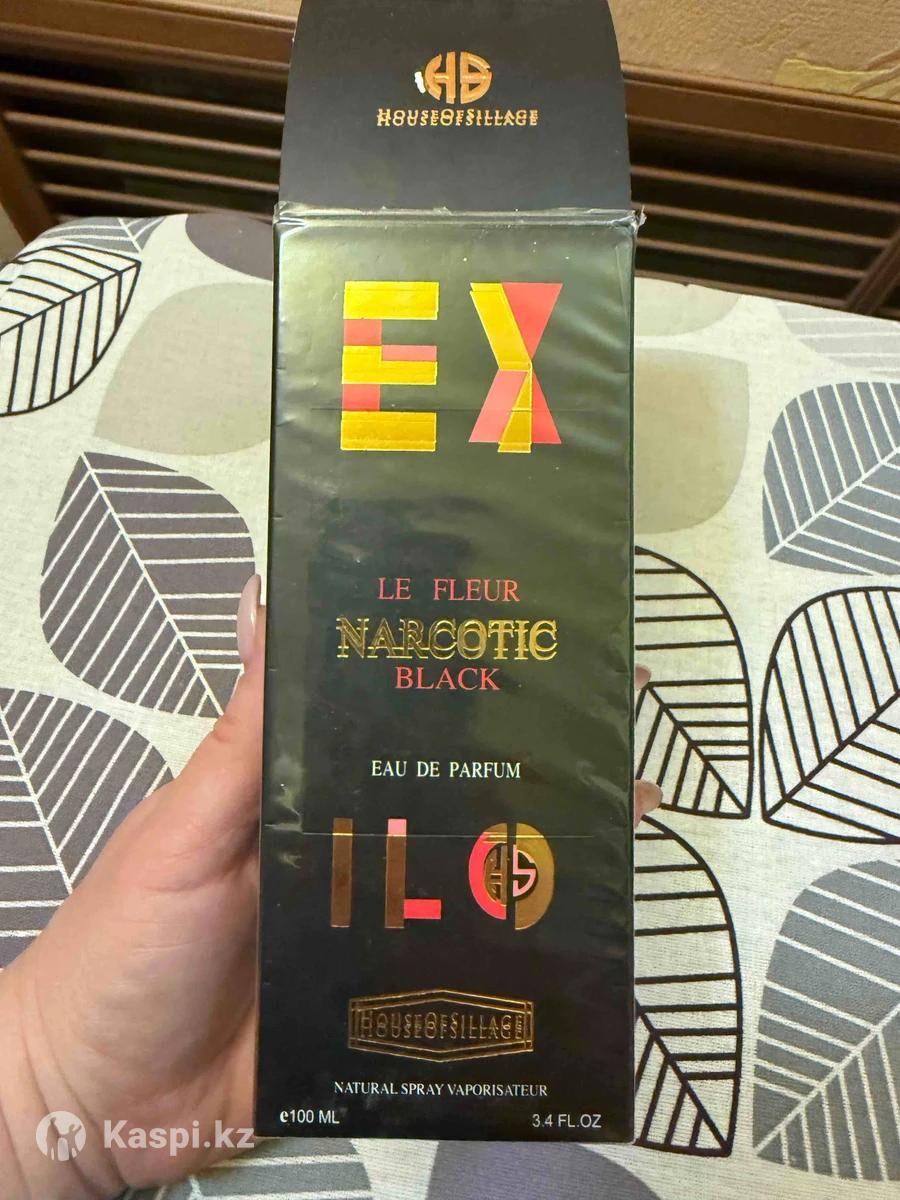 HS
HOUSEOFSILLAGE
EX
LE FLEUR
NARCOTIC
BLACK
EAU DE PARFUM
ILO
HS
HOUSEOFSILLAGE
NATURAL SPRAY VAPORISATEUR
e100 ML 3.4 FL.OZ
Kaspi.kz